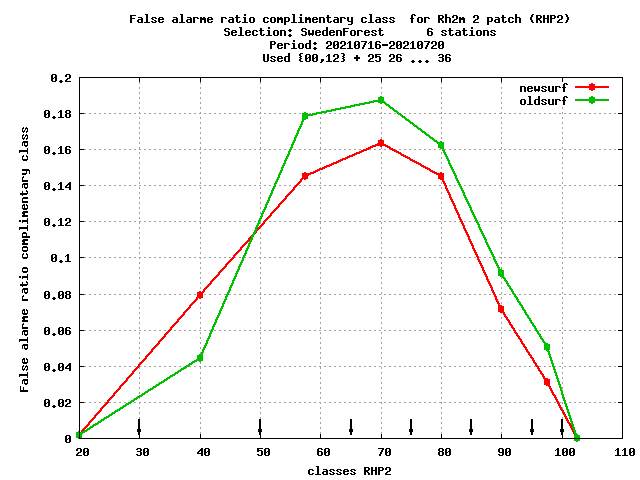 False alarme ratio complimentary class  for Rh2m 2 patch (RHP2)
Selection: SwedenForest      6 stations
Period: 20210716-20210720
Used {00,12} + 25 26 ... 36
newsurf
oldsurf
False alarme ratio complimentary class
0,2
0,18
0,16
0,14
0,12
0,1
0,08
0,06
0,04
0,02
0
20 30 40 50 60 70 80 90 100 110
classes RHP2